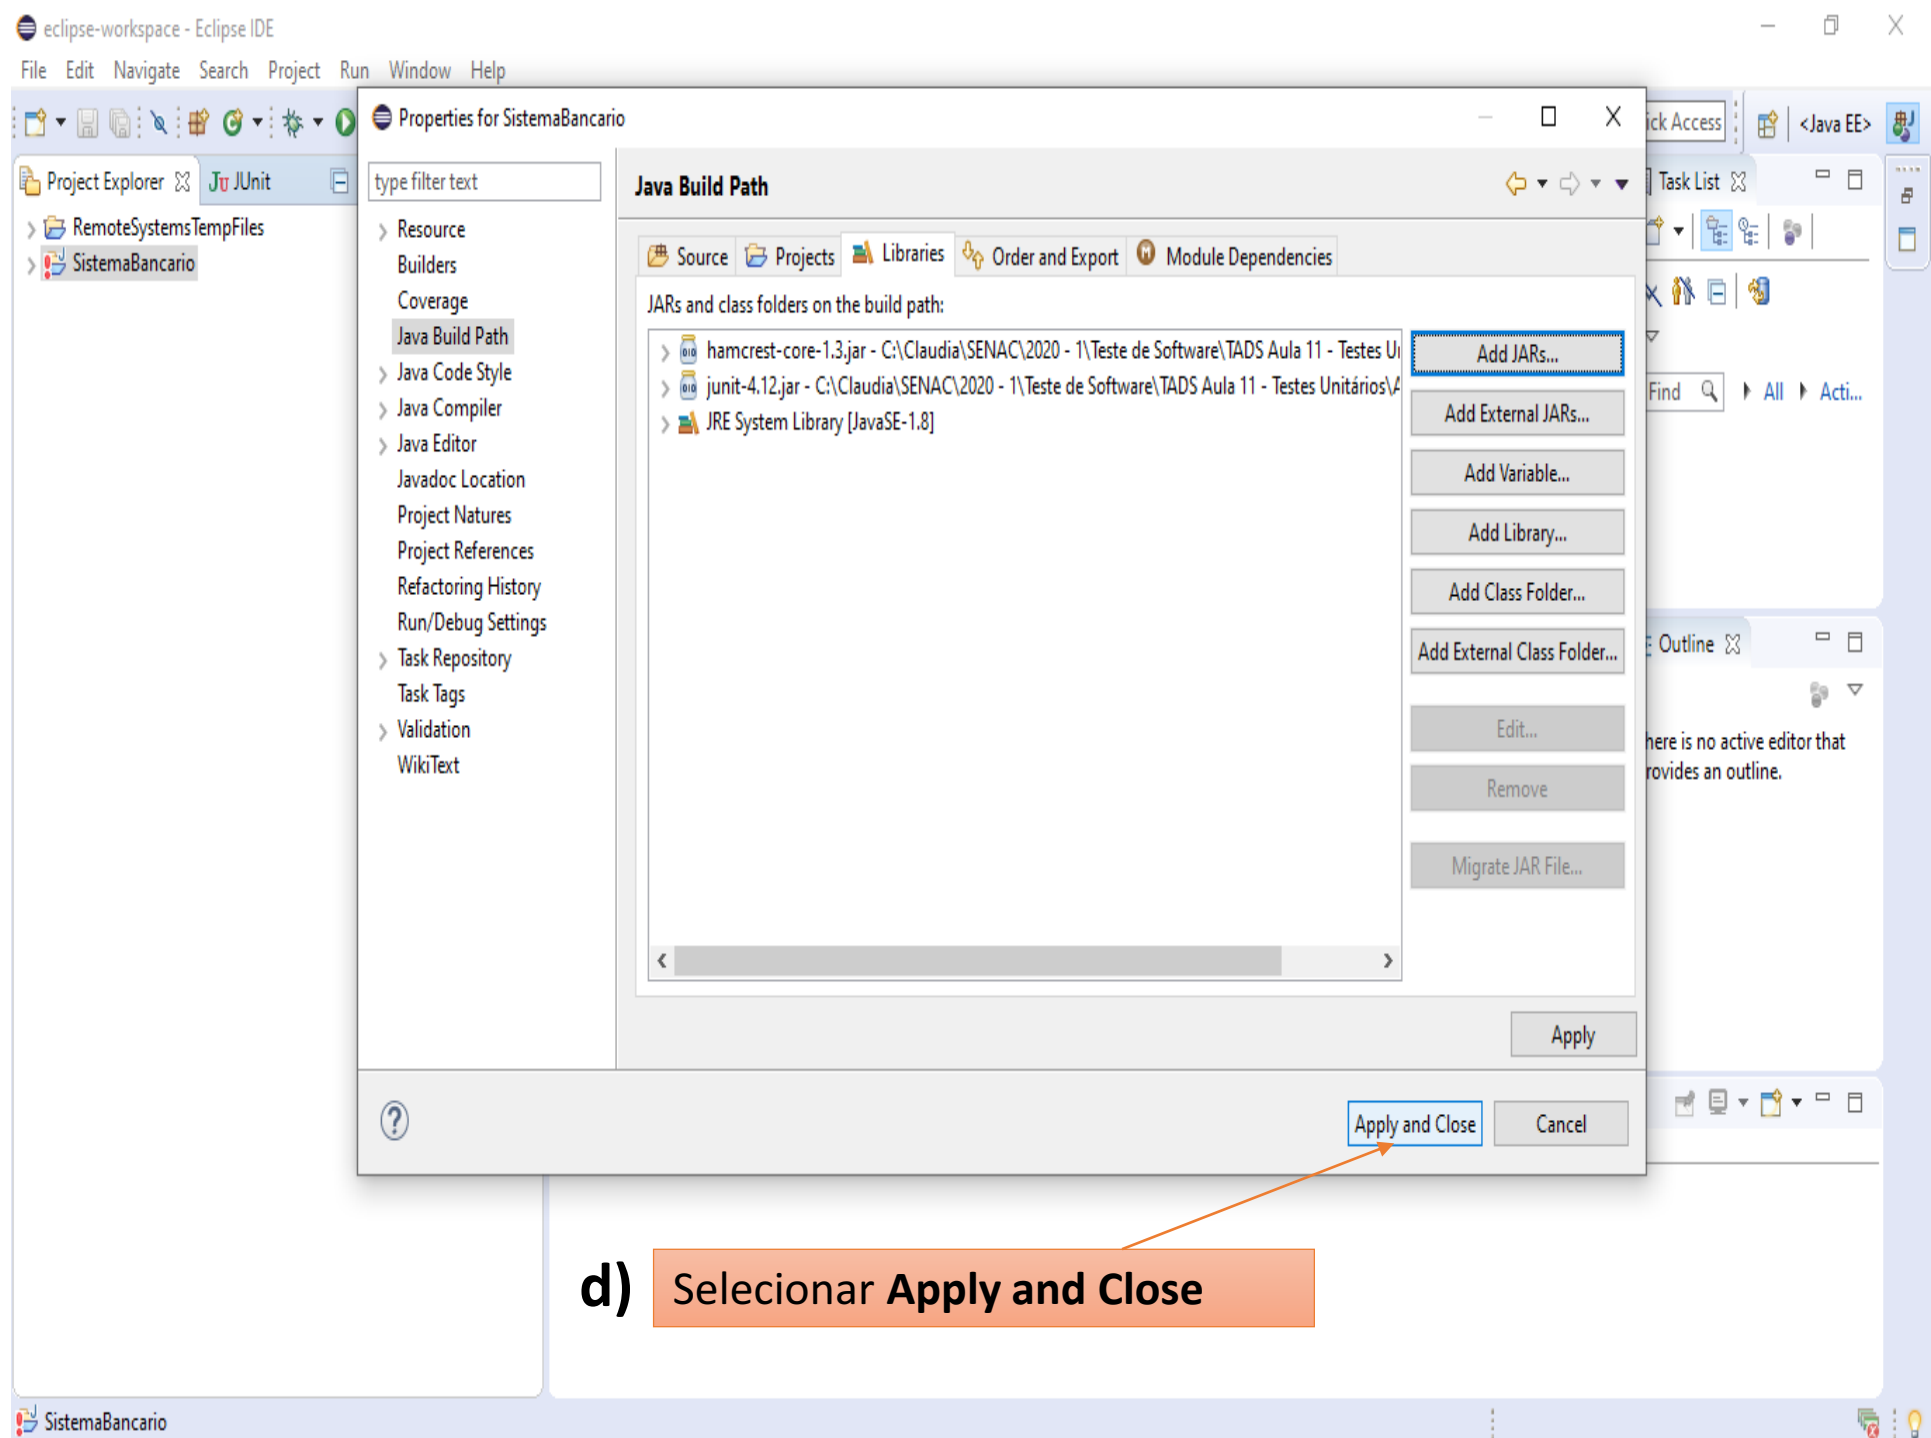 eclipse-workspace - Eclipse IDE
File Edit Navigate Search Project Run Window Help
Properties for SistemaBancario
ick Access
<Java EE>
Project Explorer
JUnit
type filter text
Java Build Path
Task List
RemoteSystemsTempFiles
SistemaBancario
Resource
Builders
Coverage
Java Build Path
Java Code Style
Java Compiler
Java Editor
Javadoc Location
Project Natures
Project References
Refactoring History
Run/Debug Settings
Task Repository
Task Tags
Validation
WikiText
Source Projects Libraries Order and Export Module Dependencies
JARs and class folders on the build path:
hamcrest-core-1.3.jar - C:\Claudia\SENAC\2020 - 1\Teste de Software\TADS Aula 11 - Testes U
junit-4.12.jar - C:\Claudia\SENAC\2020 - 1\Teste de Software\TADS Aula 11 - Testes Unitários\A
JRE System Library [JavaSE-1.8]
Add JARs...
Add External JARs...
Add Variable...
Add Library...
Add Class Folder...
Add External Class Folder...
Edit...
Remove
Migrate JAR File...
Find All Acti...
Outline
here is no active editor that
rovides an outline.
Apply
Apply and Close Cancel
d) Selecionar Apply and Close
SistemaBancario